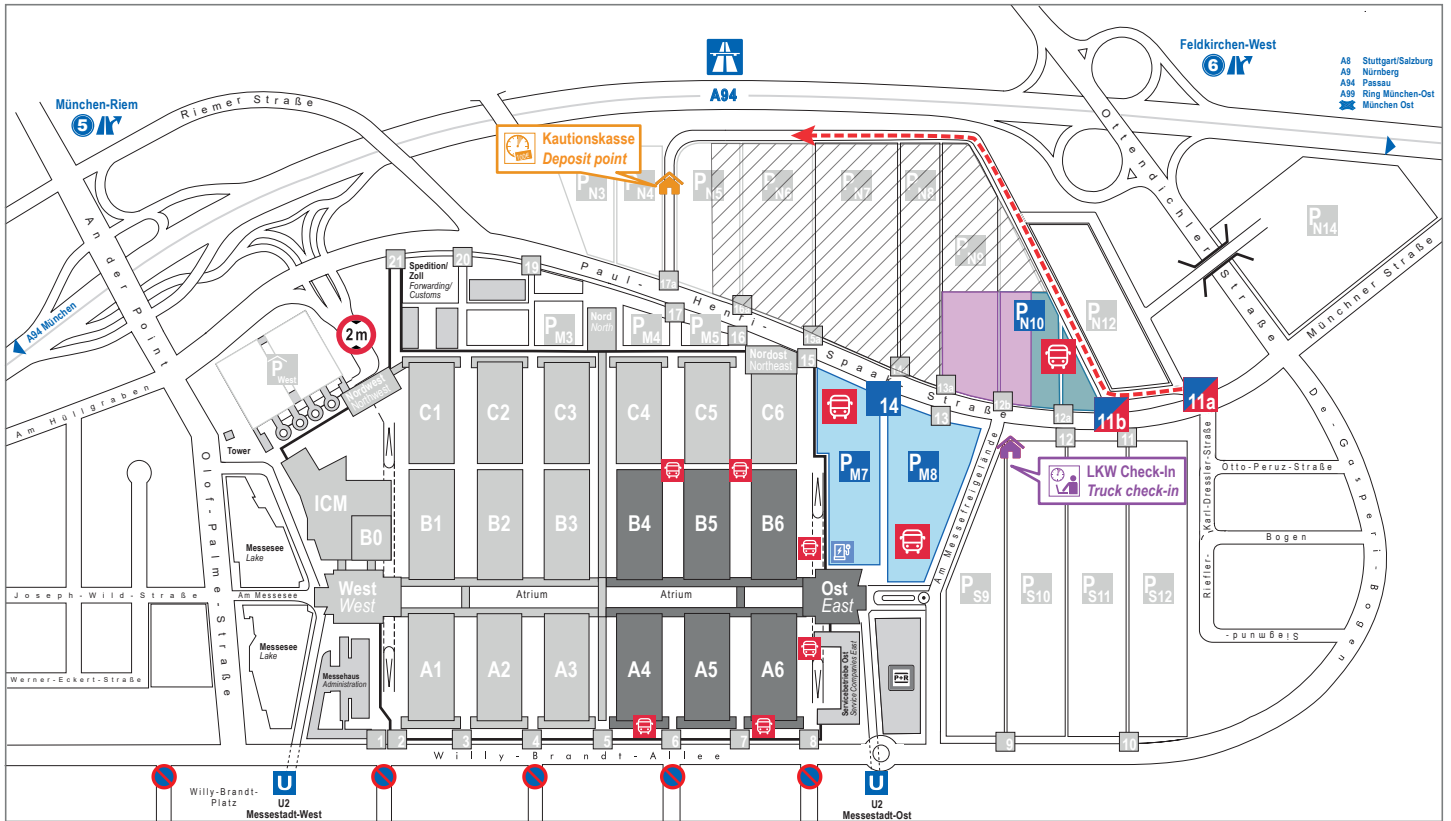 Feldkirchen-West
6
A8 Stuttgart/Salzburg
A9 Nürnberg
A94 Passau
A99 Ring München-Ost
München Ost
A94
München-Riem
5
Riemer Straße
Kautionskasse
Deposit point
Ottendichler Straße
An der Point
P N3
P N4
P N5
P N6
P N7
P N8
P N9
P N10
P N12
P N14
Münchner Straße
A94 München
21
20
19
Spedition/
Zoll
Forwarding/
Customs
Paul-Henri-Spaak-Straße
17a
17
16
15a
15
14
13a
13
12b
12a
12
11b
11a
11
2 m
P West
P M3
Nord
North
P M4
P M5
Nordost
Northeast
Nordwest
Northwest
Am Hüllgraben
Tower
C1
C2
C3
C4
C5
C6
P M7
P M8
LKW Check-In
Truck check-in
Otto-Peruz-Straße
Karl-Dressler-Straße
De-Gasperi-Bogen
Olof-Palme-Straße
ICM
B0
B1
B2
B3
B4
B5
B6
Messesee
Lake
Am Messefreigelände
Bogen
Riefler-
Siegmund-
P S9
P S10
P S11
P S12
Joseph-Wild-Straße
Am Messesee
West
West
Atrium
Atrium
Ost
East
Messesee
Lake
Messehaus
Administration
A1
A2
A3
A4
A5
A6
Servicebetriebe Ost
Service Companies East
P+R
Werner-Eckert-Straße
1
2
3
4
5
6
7
8
9
10
Willy-Brandt-Allee
Willy-Brandt-
Platz
U
U2
Messestadt-West
U
U2
Messestadt-Ost